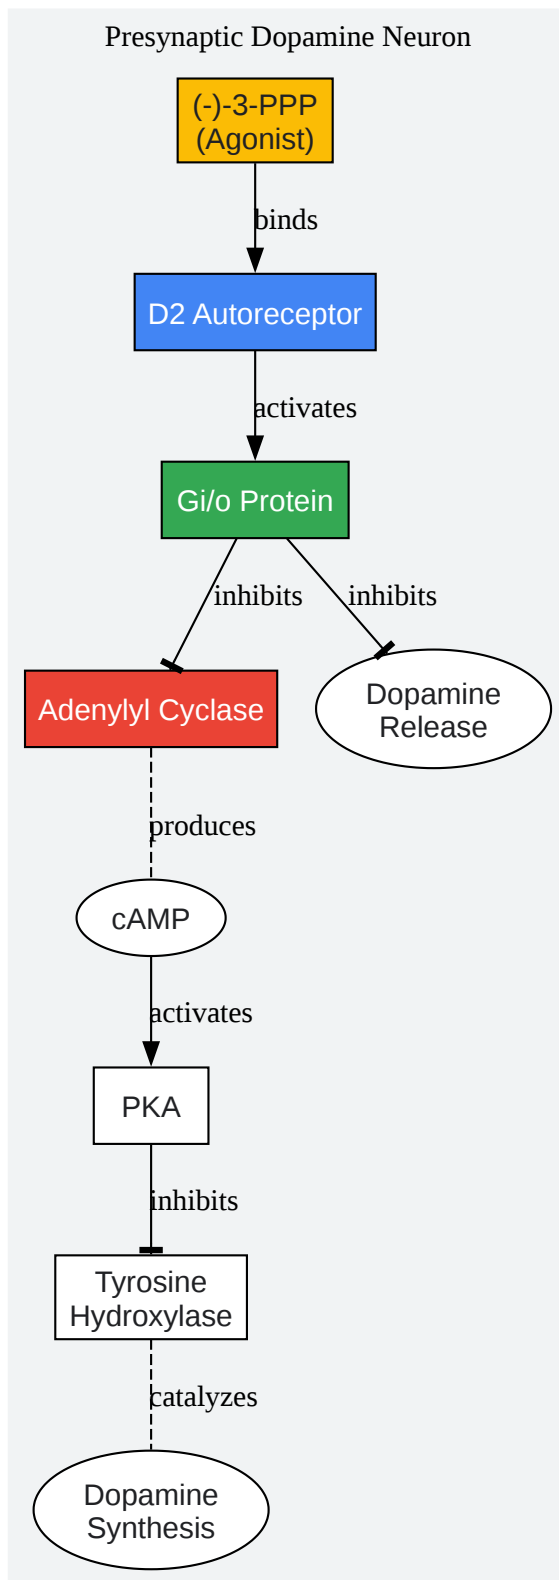 Presynaptic Dopamine Neuron
(-)-3-PPP
(Agonist)
binds
D2 Autoreceptor
activates
Gi/o Protein
inhibits
inhibits
Adenylyl Cyclase
Dopamine
Release
produces
cAMP
activates
PKA
inhibits
Tyrosine
Hydroxylase
catalyzes
Dopamine
Synthesis